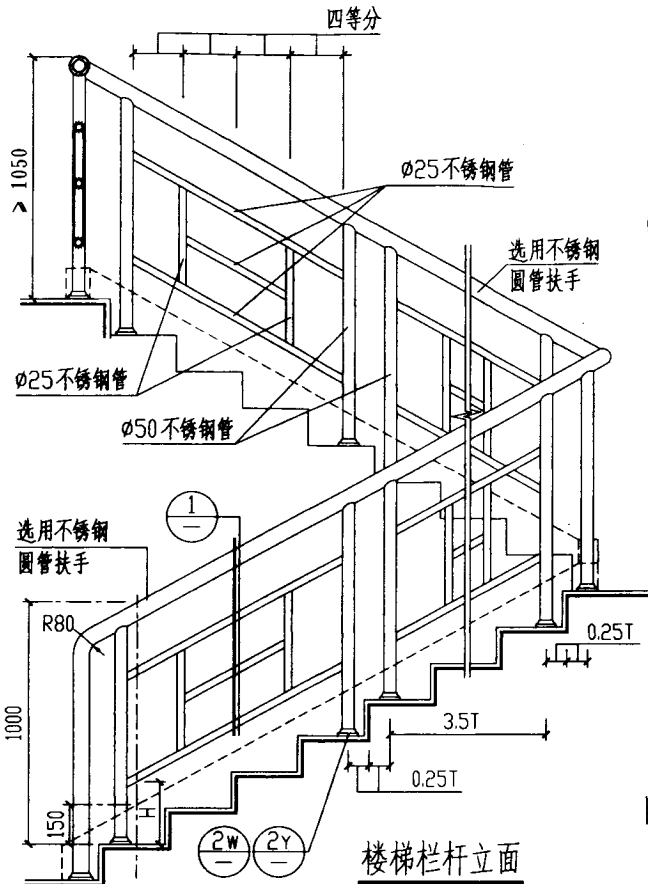 四等分
> 1050
Ø25不锈钢管
选用不锈钢
圆管扶手
Ø25不锈钢管
Ø50不锈钢管
1
—
选用不锈钢
圆管扶手
R80
0.25T
1000
3.5T
0.25T
150
H
2W
—
2Y
—
楼梯栏杆立面